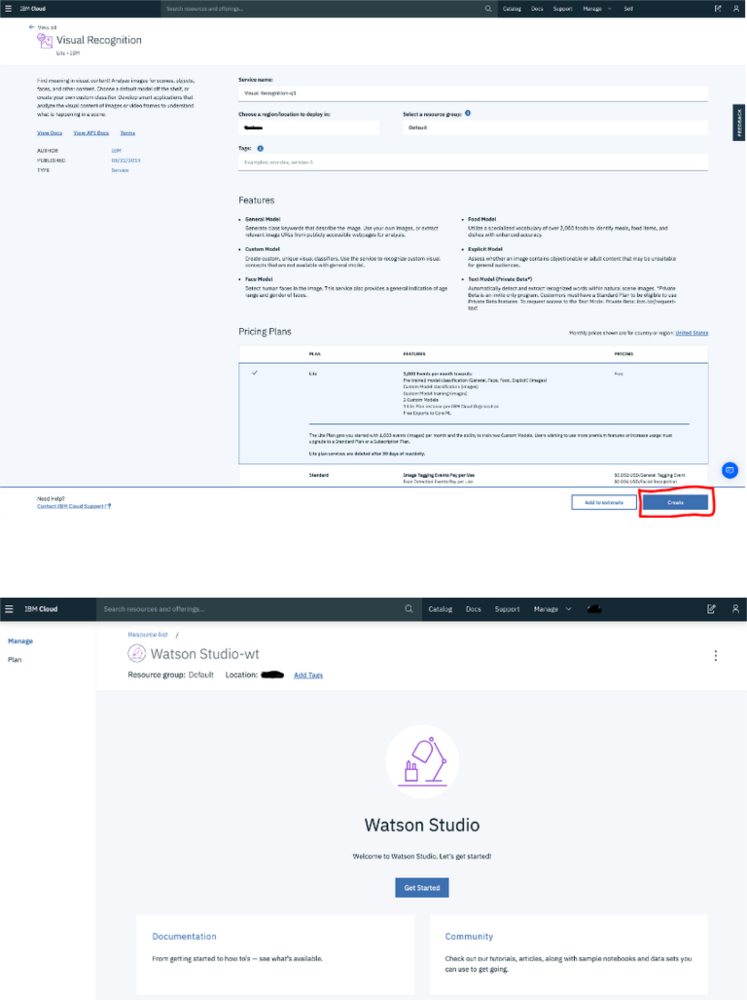 IBM Cloud
Search resources and offerings...
Catalog Docs Support Manage Self
View all
Visual Recognition
Lite • IBM
Find meaning in visual content! Analyze images for scenes, objects,
faces, and other content. Choose a default model off the shelf, or
create your own custom classifier. Develop smart applications that
analyze the visual content of images or video frames to understand
what is happening in a scene.
View Docs View API Docs Terms
AUTHOR IBM
PUBLISHED 08/22/2019
TYPE Service
Service name:
Visual Recognition-q3
Choose a region/location to deploy in:
Select a resource group:
Default
Tags:
Examples: env:dev, version-1
FEEDBACK
Features
• General Model
Generate class keywords that describe the image. Use your own images, or extract
relevant image URLs from publicly accessible webpages for analysis.
• Custom Model
Create custom, unique visual classifiers. Use the service to recognize custom visual
concepts that are not available with general model.
• Face Model
Detect human faces in the image. This service also provides a general indication of age
range and gender of faces.
• Food Model
Utilize a specialized vocabulary of over 2,000 foods to identify meals, food items, and
dishes with enhanced accuracy.
• Explicit Model
Assess whether an image contains objectionable or adult content that may be unsuitable
for general audiences.
• Text Model (Private Beta*)
Automatically detect and extract recognized words within natural scene images. *Private
Beta is an invite only program. Customers must have a Standard Plan to be eligible to use
Private Beta features. To request access to the Text Model Private Beta: ibm.biz/request-
text
Pricing Plans
Monthly prices shown are for country or region: United States
PLAN FEATURES PRICING
Lite
1,000 Events per month towards:
Pre-trained model classification (General, Face, Food, Explicit) (images)
Custom Model classification (images)
Custom Model training (images)
2 Custom Models
1 Lite Plan instance per IBM Cloud Organization
Free Exports to Core ML
Free
The Lite Plan gets you started with 1,000 events (images) per month and the ability to train two Custom Models. Users wishing to use more premium features or increase usage must
upgrade to a Standard Plan or a Subscription Plan.
Lite plan services are deleted after 30 days of inactivity.
Standard
Image Tagging Events Pay per Use
Face Detection Events Pay per Use
$0.002 USD/General Tagging Event
$0.004 USD/Facial Recognition
Need Help?
Contact IBM Cloud Support
Add to estimate
Create
IBM Cloud
Search resources and offerings...
Catalog Docs Support Manage
Manage
Plan
Resource list /
Watson Studio-wt
Resource group: Default Location: Add Tags
Watson Studio
Welcome to Watson Studio. Let's get started!
Get Started
Documentation
From getting started to how to's — see what's available.
Community
Check out our tutorials, articles, along with sample notebooks and data sets you
can use to get going.